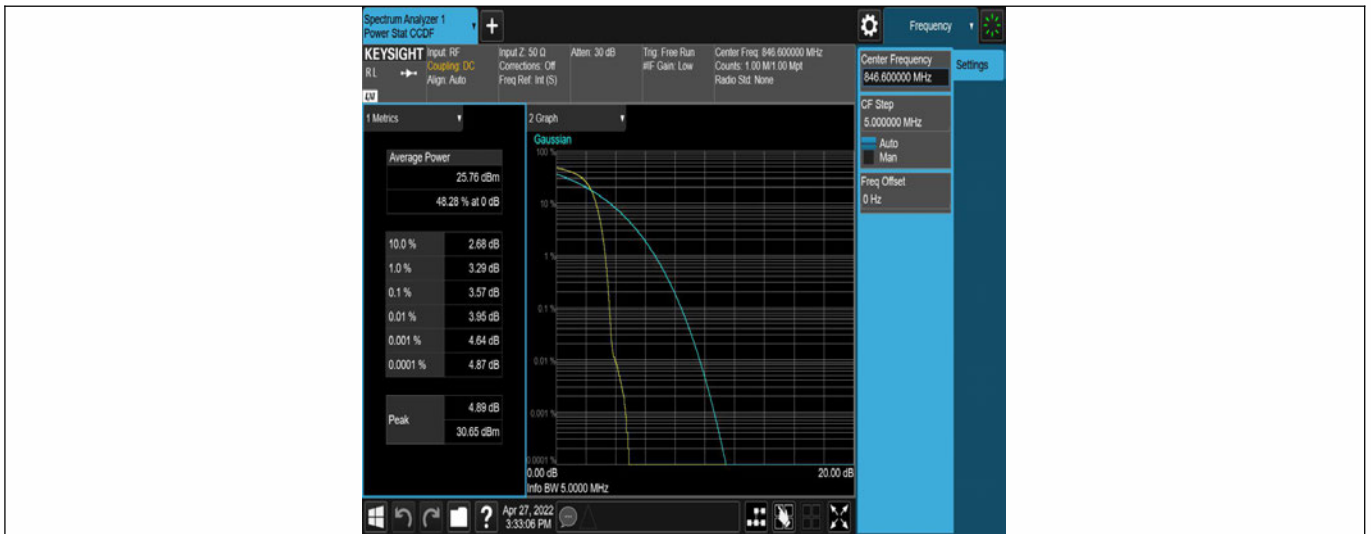 Spectrum Analyzer 1
Power Stat CCDF
Frequency
KEYSIGHT
Input: RF
Coupling: DC
Align: Auto
Input Z: 50 Ω
Corrections: Off
Freq Ref: Int (S)
Atten: 30 dB
Trig: Free Run
#IF Gain: Low
Center Freq: 846.600000 MHz
Counts: 1.00 M/1.00 Mpt
Radio Std: None
R L
LXI
Center Frequency
846.600000 MHz
Settings
CF Step
5.000000 MHz
Auto
Man
Freq Offset
0 Hz
1 Metrics
Average Power
25.76 dBm
48.28 % at 0 dB
10.0 % 2.68 dB
1.0 % 3.29 dB
0.1 % 3.57 dB
0.01 % 3.95 dB
0.001 % 4.64 dB
0.0001 % 4.87 dB
Peak
4.89 dB
30.65 dBm
2 Graph
Gaussian
100 %
10 %
1 %
0.1 %
0.01 %
0.001 %
0.0001 %
0.00 dB
20.00 dB
Info BW 5.0000 MHz
?
Apr 27, 2022
3:33:06 PM